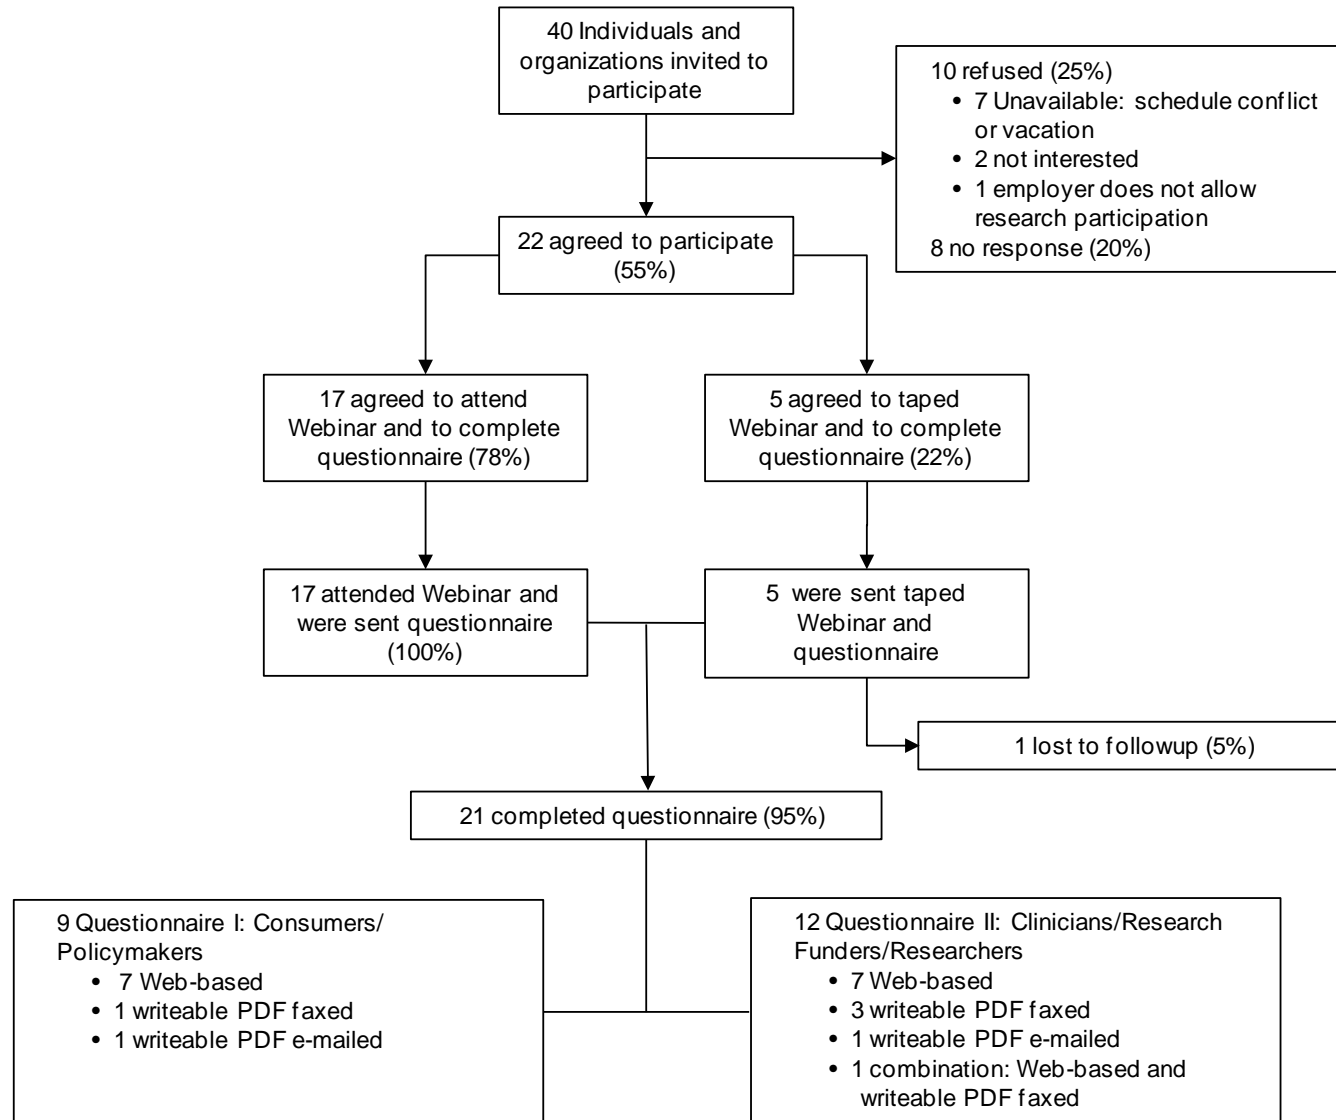 40 Individuals and
organizations invited to
participate
10 refused (25%)
• 7 Unavailable: schedule conflict
or vacation
• 2 not interested
• 1 employer does not allow
research participation
8 no response (20%)
22 agreed to participate
(55%)
17 agreed to attend
Webinar and to complete
questionnaire (78%)
5 agreed to taped
Webinar and to complete
questionnaire (22%)
17 attended Webinar and
were sent questionnaire
(100%)
5 were sent taped
Webinar and
questionnaire
1 lost to followup (5%)
21 completed questionnaire (95%)
9 Questionnaire I: Consumers/
Policymakers
• 7 Web-based
• 1 writeable PDF faxed
• 1 writeable PDF e-mailed
12 Questionnaire II: Clinicians/Research
Funders/Researchers
• 7 Web-based
• 3 writeable PDF faxed
• 1 writeable PDF e-mailed
• 1 combination: Web-based and
writeable PDF faxed